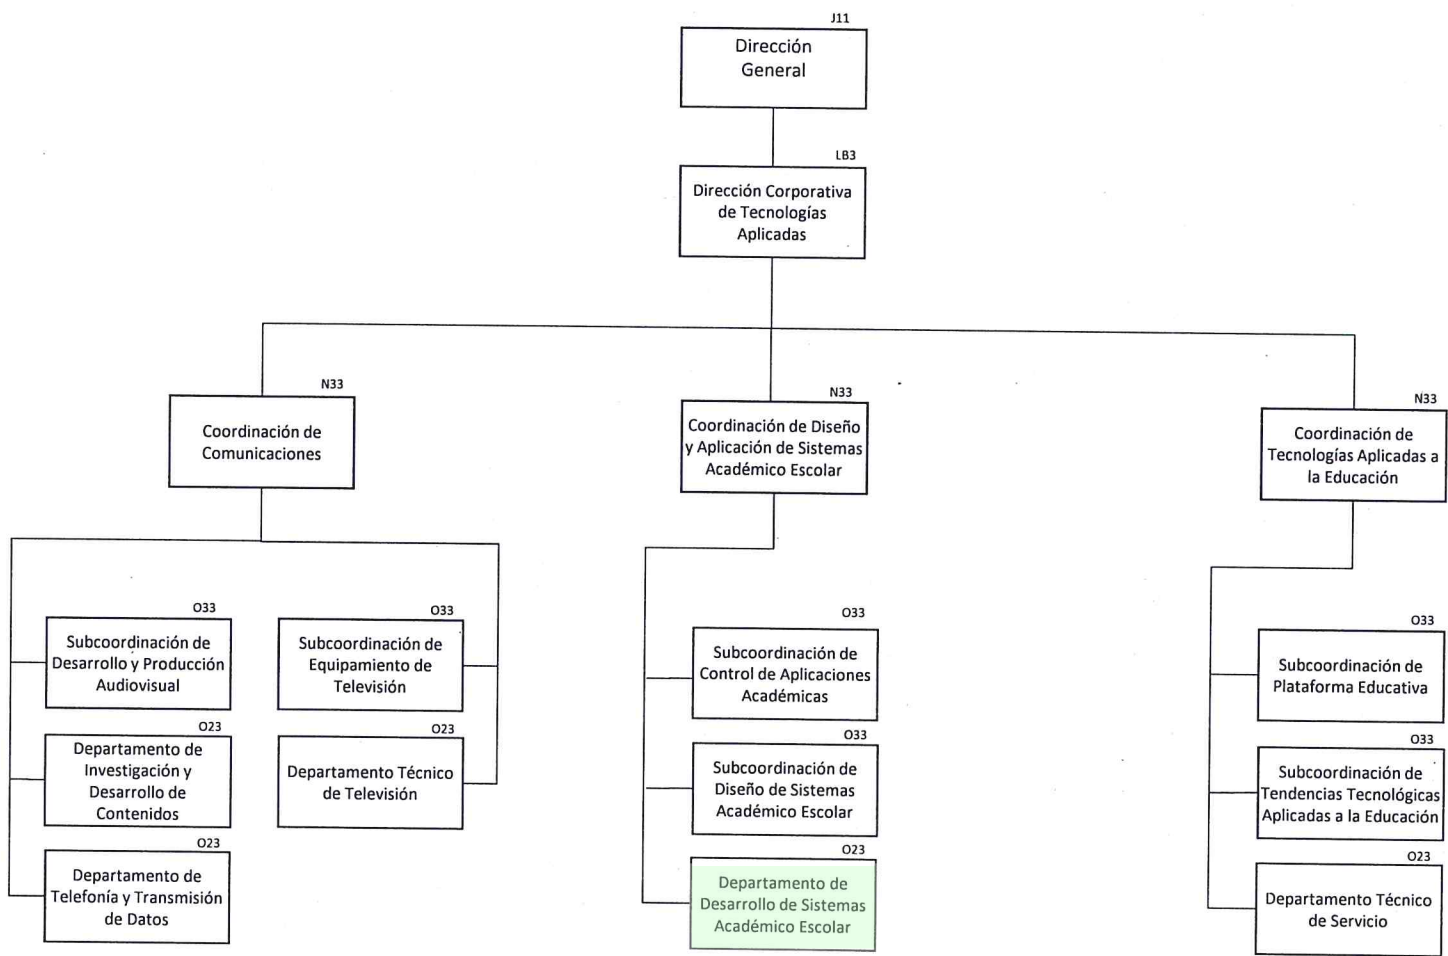 J11
Dirección
General
LB3
Dirección Corporativa
de Tecnologías
Aplicadas
N33
Coordinación de
Comunicaciones
N33
Coordinación de Diseño
y Aplicación de Sistemas
Académico Escolar
N33
Coordinación de
Tecnologías Aplicadas a
la Educación
O33
Subcoordinación de
Desarrollo y Producción
Audiovisual
O23
Departamento de
Investigación y
Desarrollo de
Contenidos
O23
Departamento de
Telefonía y Transmisión
de Datos
O33
Subcoordinación de
Equipamiento de
Televisión
O23
Departamento Técnico
de Televisión
O33
Subcoordinación de
Control de Aplicaciones
Académicas
O33
Subcoordinación de
Diseño de Sistemas
Académico Escolar
O23
Departamento de
Desarrollo de Sistemas
Académico Escolar
O33
Subcoordinación de
Plataforma Educativa
O33
Subcoordinación de
Tendencias Tecnológicas
Aplicadas a la Educación
O23
Departamento Técnico
de Servicio